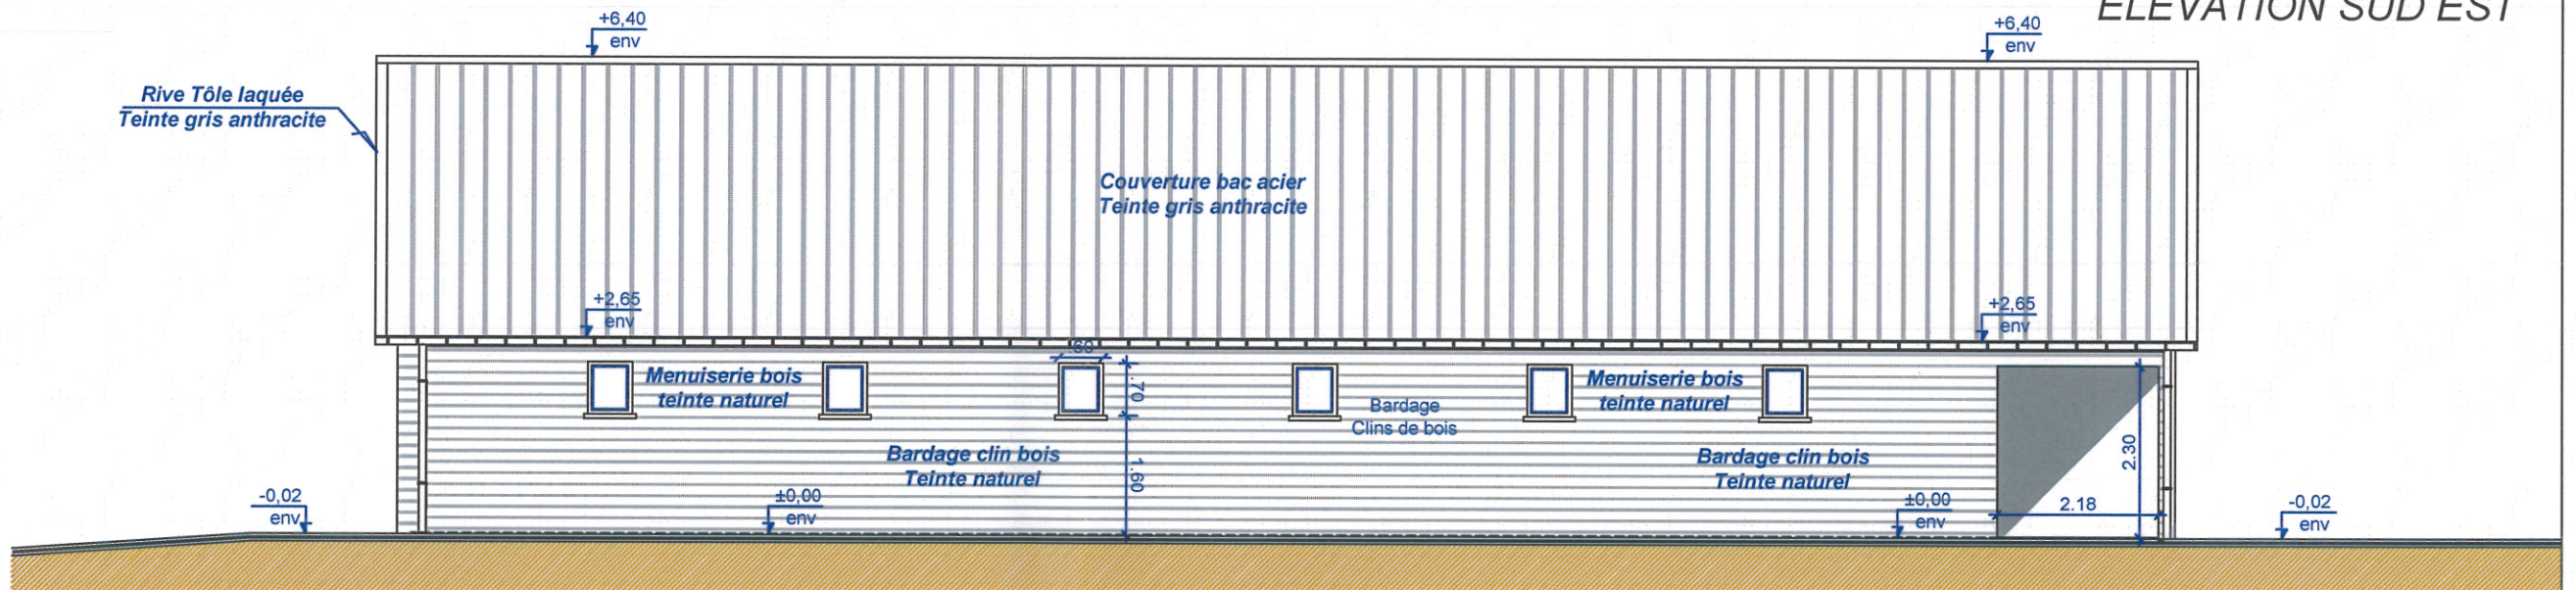 ELEVATION SUD EST
+6,40
env
+6,40
env
Rive Tôle laquée
Teinte gris anthracite
Couverture bac acier
Teinte gris anthracite
+2,65
env
+2,65
env
.60
.70
Menuiserie bois
teinte naturel
Menuiserie bois
teinte naturel
Bardage
Clins de bois
Bardage clin bois
Teinte naturel
1.60
Bardage clin bois
Teinte naturel
2.30
2.18
-0,02
env
±0,00
env
±0,00
env
-0,02
env